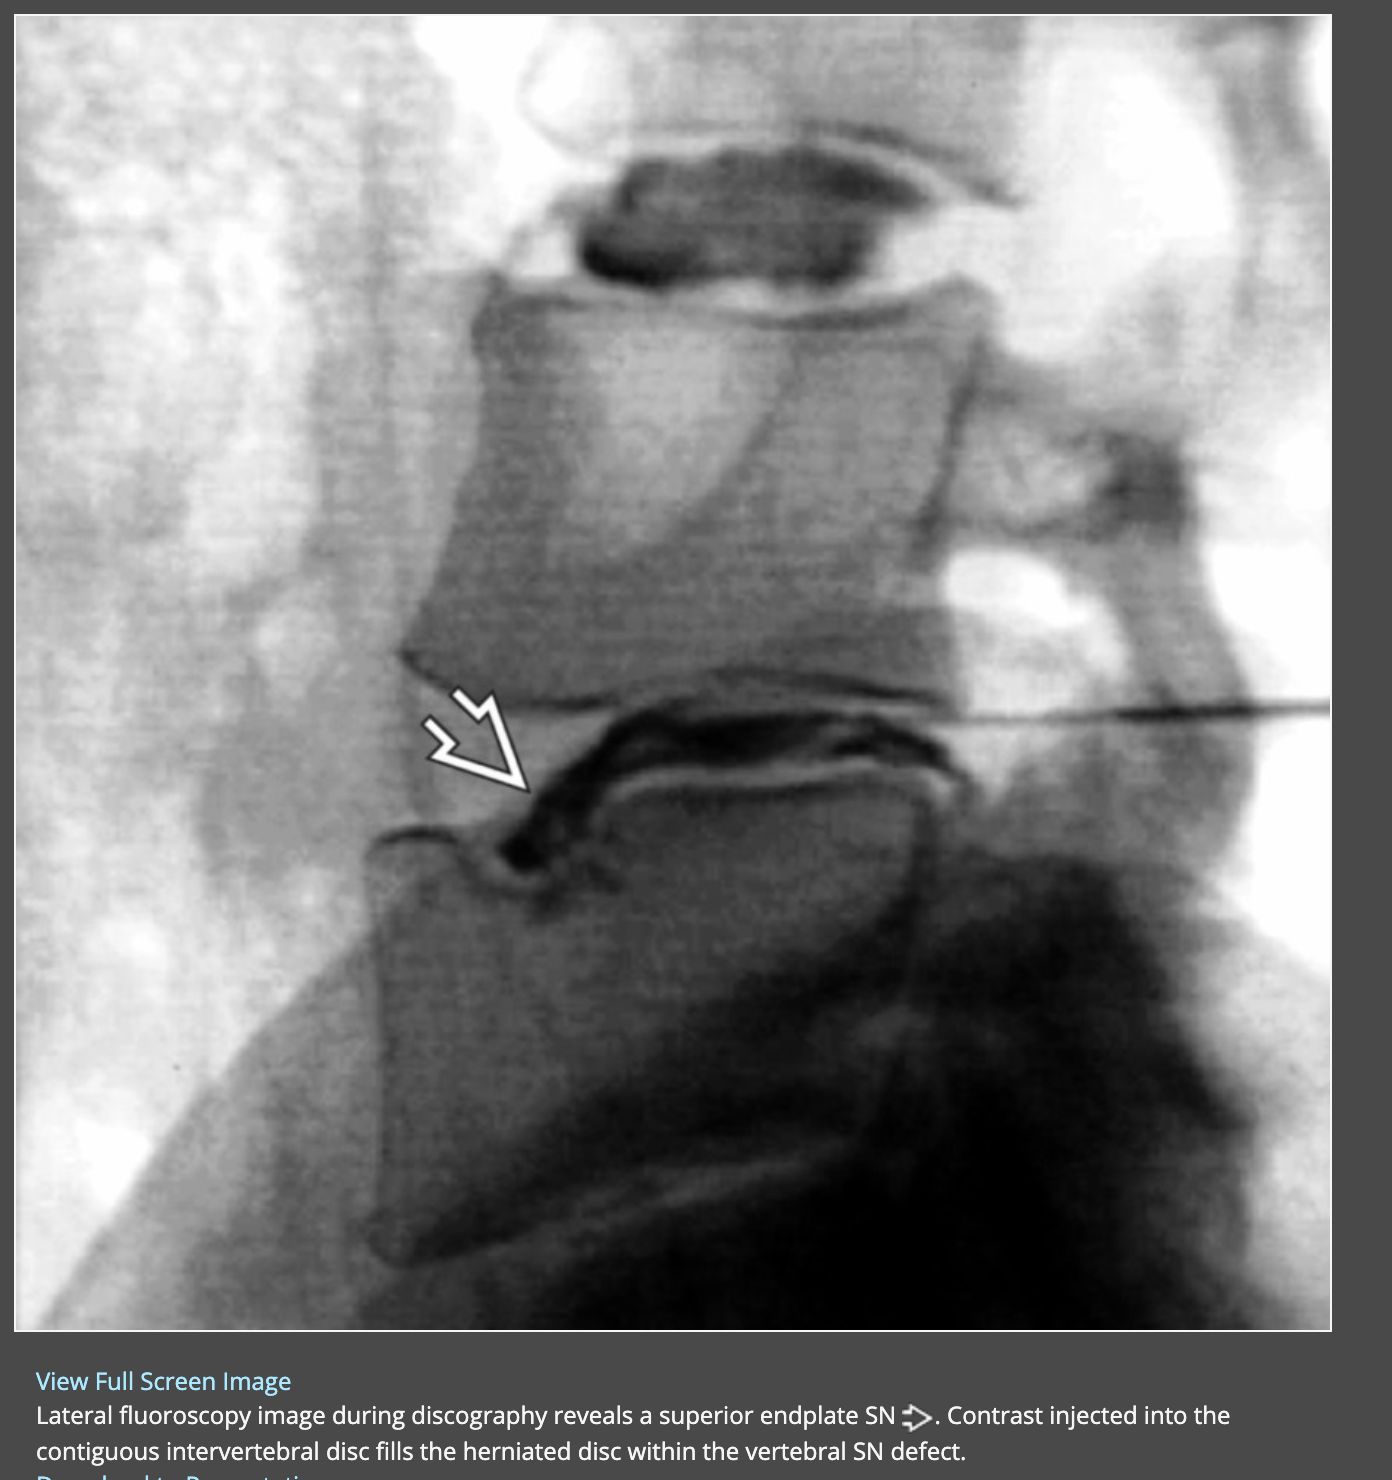 View Full Screen Image
Lateral fluoroscopy image during discography reveals a superior endplate SN . Contrast injected into the
contiguous intervertebral disc fills the herniated disc within the vertebral SN defect.